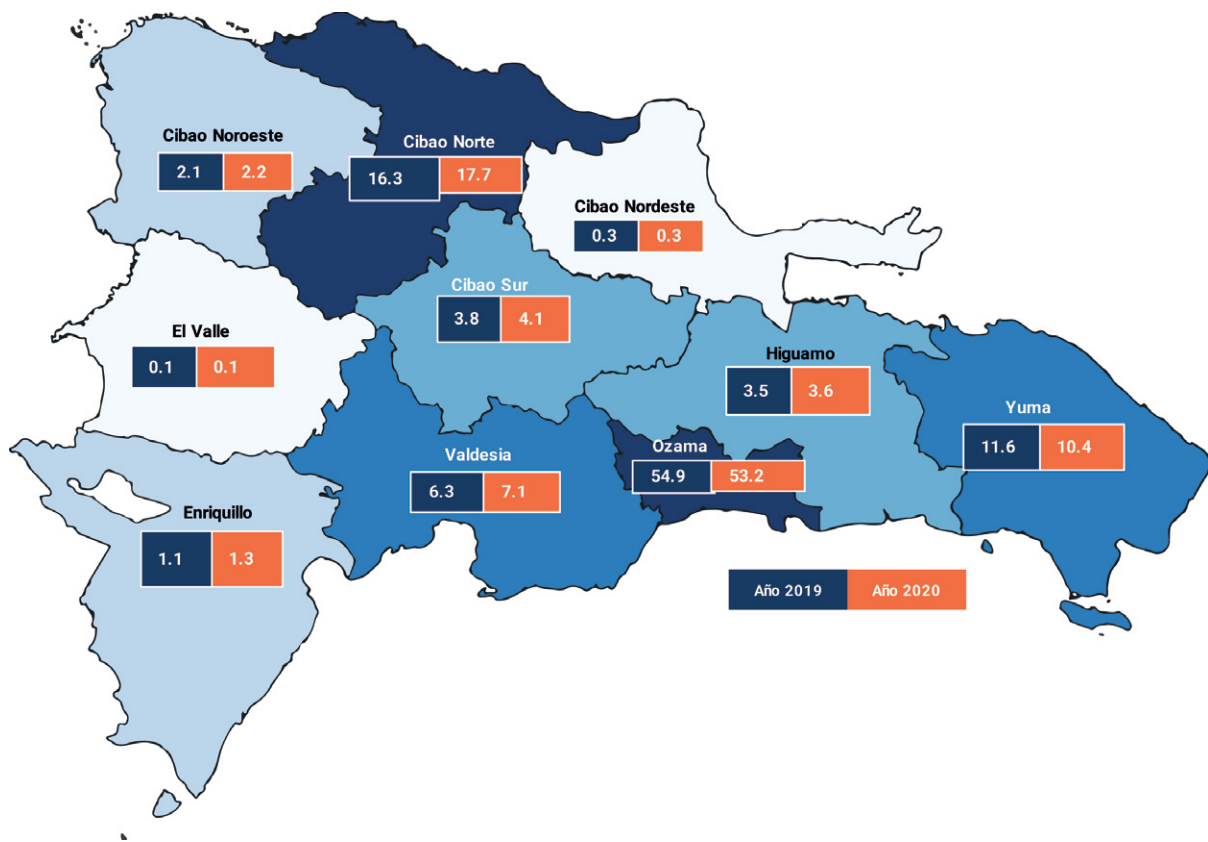 Cibao Noroeste
2.1 2.2
Cibao Norte
16.3 17.7
Cibao Nordeste
0.3 0.3
Cibao Sur
3.8 4.1
El Valle
0.1 0.1
Higuamo
3.5 3.6
Yuma
11.6 10.4
Ozama
54.9 53.2
Valdesia
6.3 7.1
Enriquillo
1.1 1.3
Año 2019 Año 2020